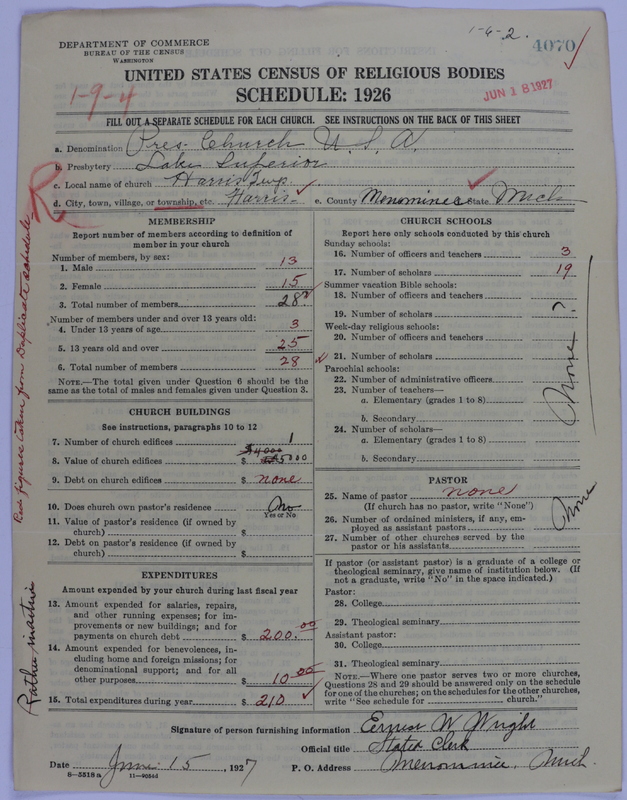 1-6-2.
DEPARTMENT OF COMMERCE
BUREAU OF THE CENSUS
WASHINGTON
4070
UNITED STATES CENSUS OF RELIGIOUS BODIES
SCHEDULE: 1926
1-9-4
JUN 18 1927
FILL OUT A SEPARATE SCHEDULE FOR EACH CHURCH. SEE INSTRUCTIONS ON THE BACK OF THIS SHEET
a. Denomination Pres. Church U. S. A.
b. Presbytery Lake Superior
c. Local name of church Harris Twp.
d. City, town, village, or township, etc. Harris e. County Menominee State Mich
MEMBERSHIP
Report number of members according to definition of member in your church
Number of members, by sex:
1. Male 13
2. Female 15
3. Total number of members 28
Number of members under and over 13 years old:
4. Under 13 years of age 3
5. 13 years old and over 25
6. Total number of members 28
NOTE.—The total given under Question 6 should be the same as the total of males and females given under Question 3.
CHURCH BUILDINGS
See instructions, paragraphs 10 to 12
7. Number of church edifices 1
$4000
8. Value of church edifices $ 5000
9. Debt on church edifices $ none
10. Does church own pastor's residence No
Yes or No
11. Value of pastor's residence (if owned by church) $
12. Debt on pastor's residence (if owned by church) $
EXPENDITURES
Amount expended by your church during last fiscal year
13. Amount expended for salaries, repairs, and other running expenses; for improvements or new buildings; and for payments on church debt $ 200.00
14. Amount expended for benevolences, including home and foreign missions; for denominational support; and for all other purposes $ 10.00
15. Total expenditures during year $ 210
CHURCH SCHOOLS
Report here only schools conducted by this church
Sunday schools:
16. Number of officers and teachers 3
17. Number of scholars 19
Summer vacation Bible schools:
18. Number of officers and teachers
19. Number of scholars ?
Week-day religious schools:
20. Number of officers and teachers
21. Number of scholars
Parochial schools:
22. Number of administrative officers
23. Number of teachers—
a. Elementary (grades 1 to 8)
b. Secondary
24. Number of scholars—
a. Elementary (grades 1 to 8)
b. Secondary
None
PASTOR
25. Name of pastor none
(If church has no pastor, write "None")
26. Number of ordained ministers, if any, employed as assistant pastors
27. Number of other churches served by the pastor or his assistants
None
If pastor (or assistant pastor) is a graduate of a college or theological seminary, give name of institution below. (If not a graduate, write "No" in the space indicated.)
Pastor:
28. College
29. Theological seminary
Assistant pastor:
30. College
31. Theological seminary
NOTE.—Where one pastor serves two or more churches, Questions 28 and 29 should be answered only on the schedule for one of the churches; on the schedules for the other churches, write "See schedule for church."
Red figures taken from Duplicate schedule
Rather inactive
Signature of person furnishing information Ernest W Wright
Official title Stated Clerk
Date June 15, 1927 P. O. Address Menominee, Mich.
8-5518a 11-9054d